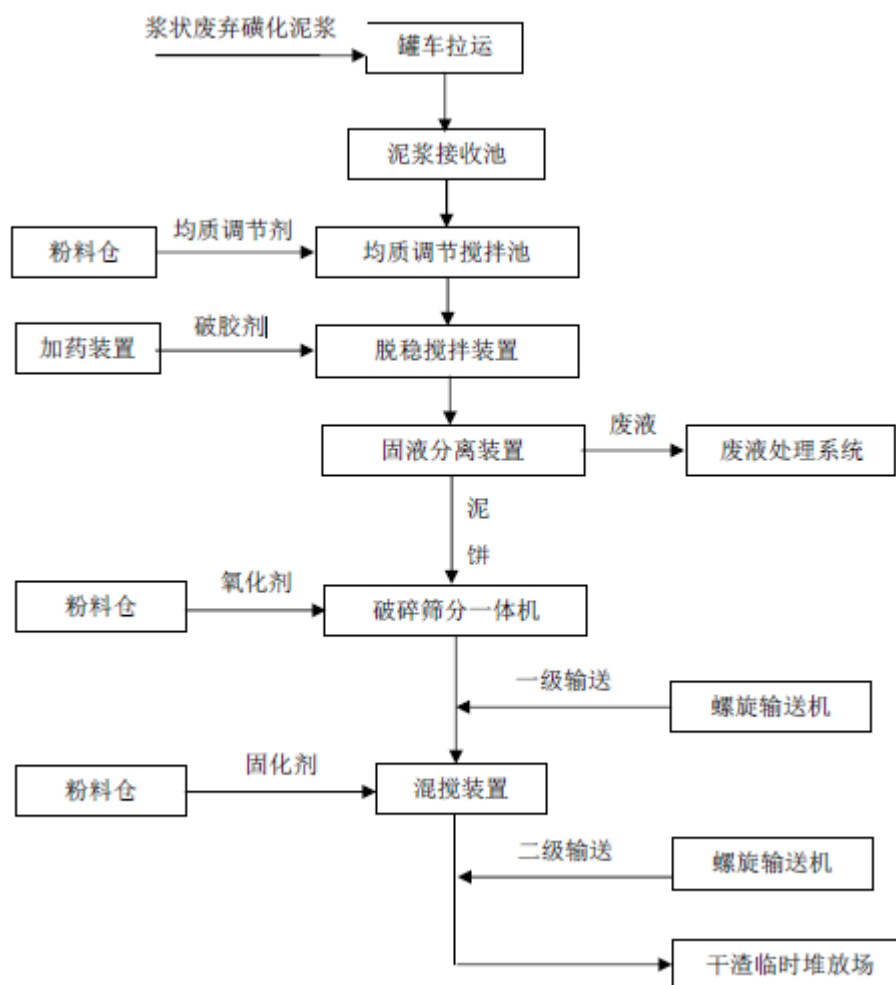 浆状废弃磺化泥浆
罐车拉运
泥浆接收池
均质调节剂
粉料仓
均质调节搅拌池
破胶剂
加药装置
脱稳搅拌装置
废液
固液分离装置
废液处理系统
泥
饼
氧化剂
粉料仓
破碎筛分一体机
一级输送
螺旋输送机
固化剂
粉料仓
混搅装置
二级输送
螺旋输送机
干渣临时堆放场